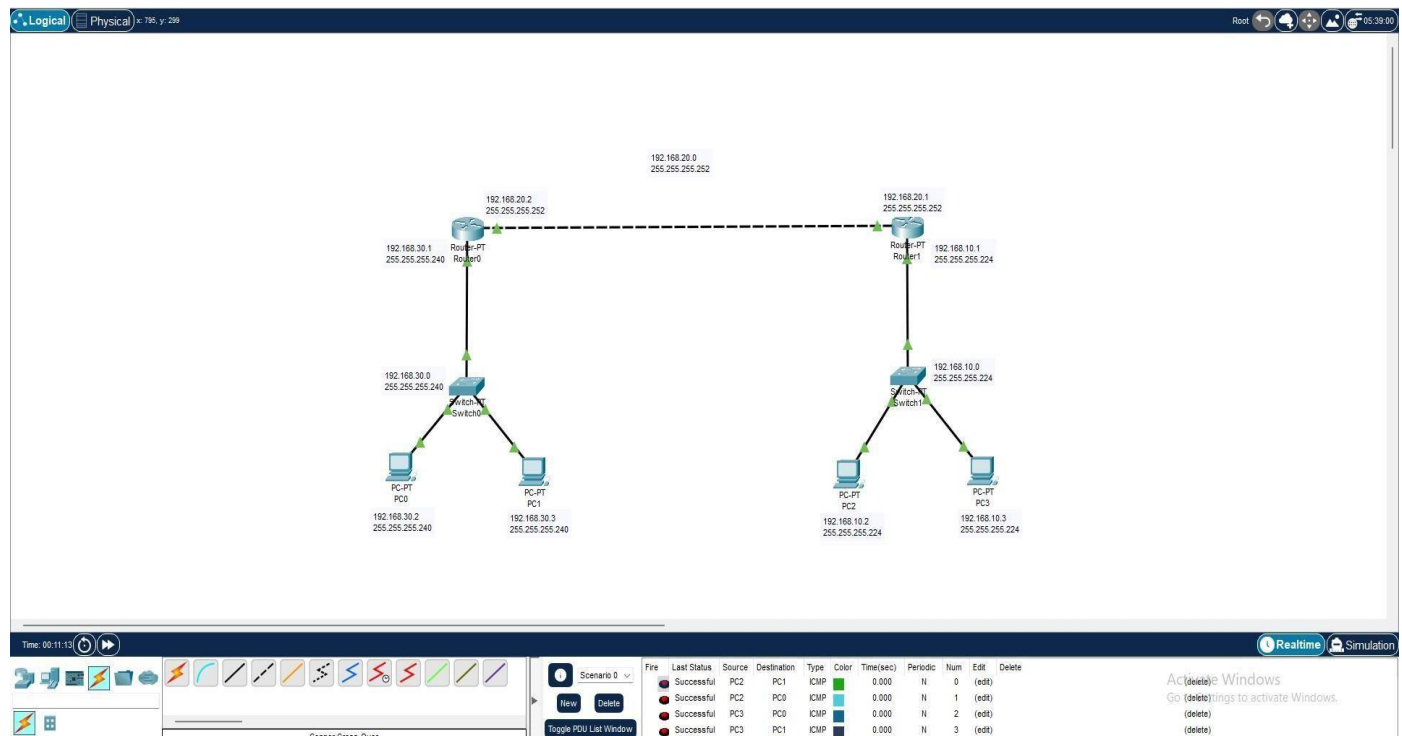 Logical Physical x: 795, y: 299 Root 05:39:00
192.168.20.0
255.255.255.252
192.168.20.2
255.255.255.252
192.168.20.1
255.255.255.252
192.168.30.1
255.255.255.240
Router-PT
Router0
Router-PT
Router1
192.168.10.1
255.255.255.224
192.168.30.0
255.255.255.240
Switch-PT
Switch0
192.168.10.0
255.255.255.224
Switch-PT
Switch1
PC-PT
PC0
192.168.30.2
255.255.255.240
PC-PT
PC1
192.168.30.3
255.255.255.240
PC-PT
PC2
192.168.10.2
255.255.255.224
PC-PT
PC3
192.168.10.3
255.255.255.224
Time: 00:11:13 Realtime Simulation
Scenario 0
New Delete
Toggle PDU List Window
Fire Last Status Source Destination Type Color Time(sec) Periodic Num Edit Delete
Successful PC2 PC1 ICMP 0.000 N 0 (edit) (delete)
Successful PC2 PC0 ICMP 0.000 N 1 (edit) (delete)
Successful PC3 PC0 ICMP 0.000 N 2 (edit) (delete)
Successful PC3 PC1 ICMP 0.000 N 3 (edit) (delete)
Activate Windows
Go to Settings to activate Windows.